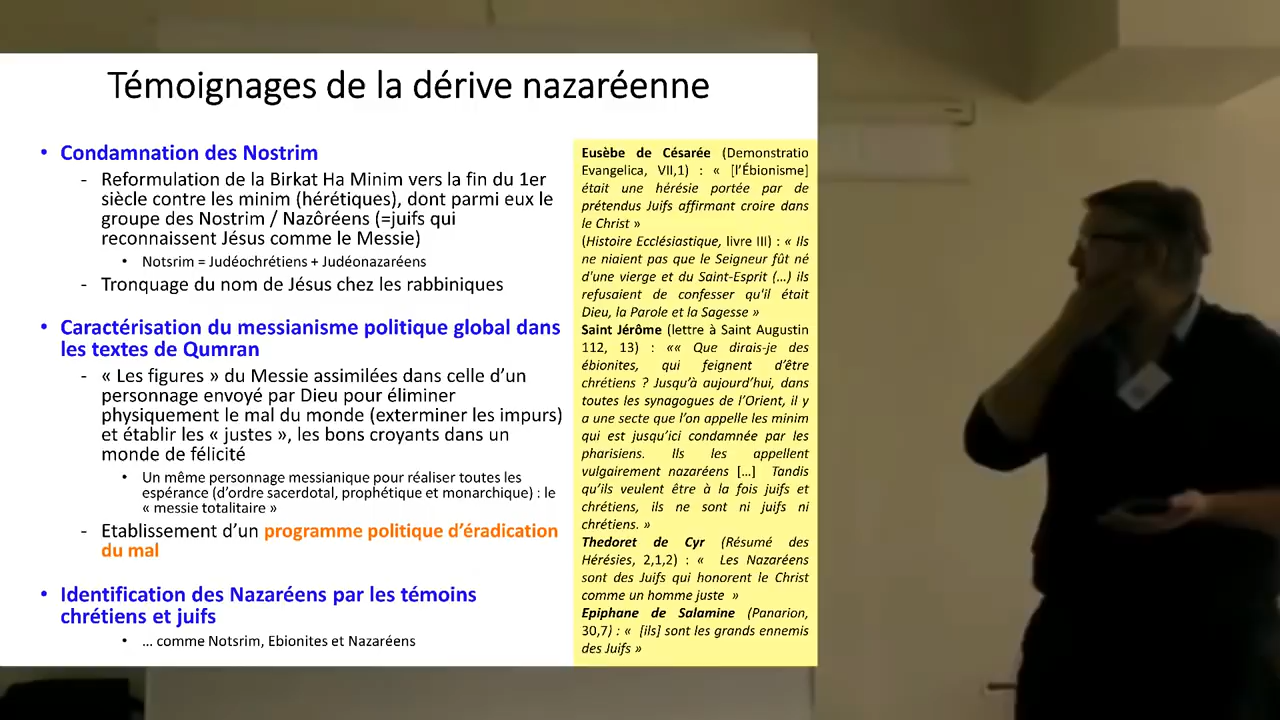 Témoignages de la dérive nazaréenne
• Condamnation des Nostrim
- Reformulation de la Birkat Ha Minim vers la fin du 1er
siècle contre les minim (hérétiques), dont parmi eux le
groupe des Nostrim / Nazôréens (=juifs qui
reconnaissent Jésus comme le Messie)
• Notsrim = Judéochrétiens + Judéonazaréens
- Tronquage du nom de Jésus chez les rabbiniques
• Caractérisation du messianisme politique global dans
les textes de Qumran
- « Les figures » du Messie assimilées dans celle d’un
personnage envoyé par Dieu pour éliminer
physiquement le mal du monde (exterminer les impurs)
et établir les « justes », les bons croyants dans un
monde de félicité
• Un même personnage messianique pour réaliser toutes les
espérance (d’ordre sacerdotal, prophétique et monarchique) : le
« messie totalitaire »
- Etablissement d’un programme politique d’éradication
du mal
• Identification des Nazaréens par les témoins
chrétiens et juifs
• … comme Notsrim, Ebionites et Nazaréens
Eusèbe de Césarée (Demonstratio
Evangelica, VII,1) : « [l’Ébionisme]
était une hérésie portée par de
prétendus Juifs affirmant croire dans
le Christ »
(Histoire Ecclésiastique, livre III) : « Ils
ne niaient pas que le Seigneur fût né
d'une vierge et du Saint-Esprit (…) ils
refusaient de confesser qu'il était
Dieu, la Parole et la Sagesse »
Saint Jérôme (lettre à Saint Augustin
112, 13) : «« Que dirais-je des
ébionites, qui feignent d’être
chrétiens ? Jusqu’à aujourd’hui, dans
toutes les synagogues de l’Orient, il y
a une secte que l’on appelle les minim
qui est jusqu’ici condamnée par les
pharisiens. Ils les appellent
vulgairement nazaréens […] Tandis
qu’ils veulent être à la fois juifs et
chrétiens, ils ne sont ni juifs ni
chrétiens. »
Thedoret de Cyr (Résumé des
Hérésies, 2,1,2) : « Les Nazaréens
sont des Juifs qui honorent le Christ
comme un homme juste »
Epiphane de Salamine (Panarion,
30,7) : « [ils] sont les grands ennemis
des Juifs »